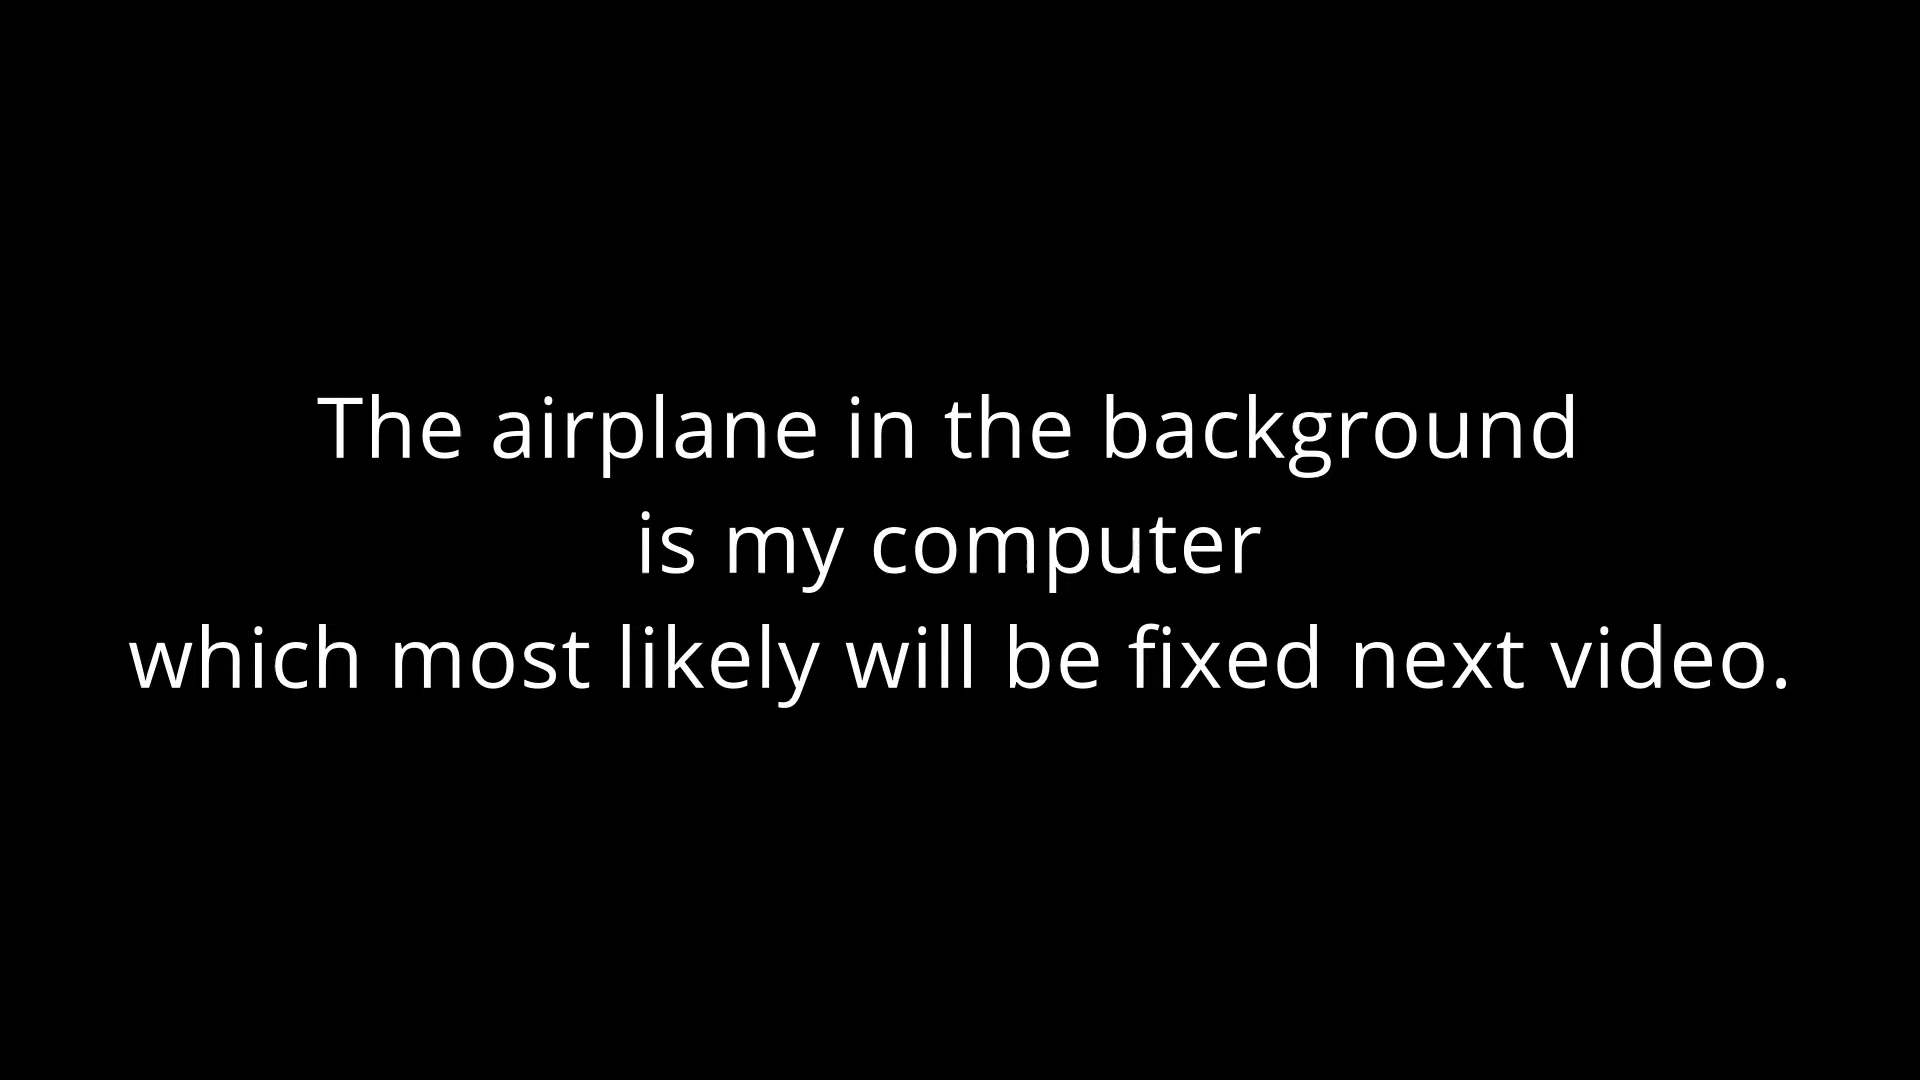 The airplane in the background
is my computer
which most likely will be fixed next video.